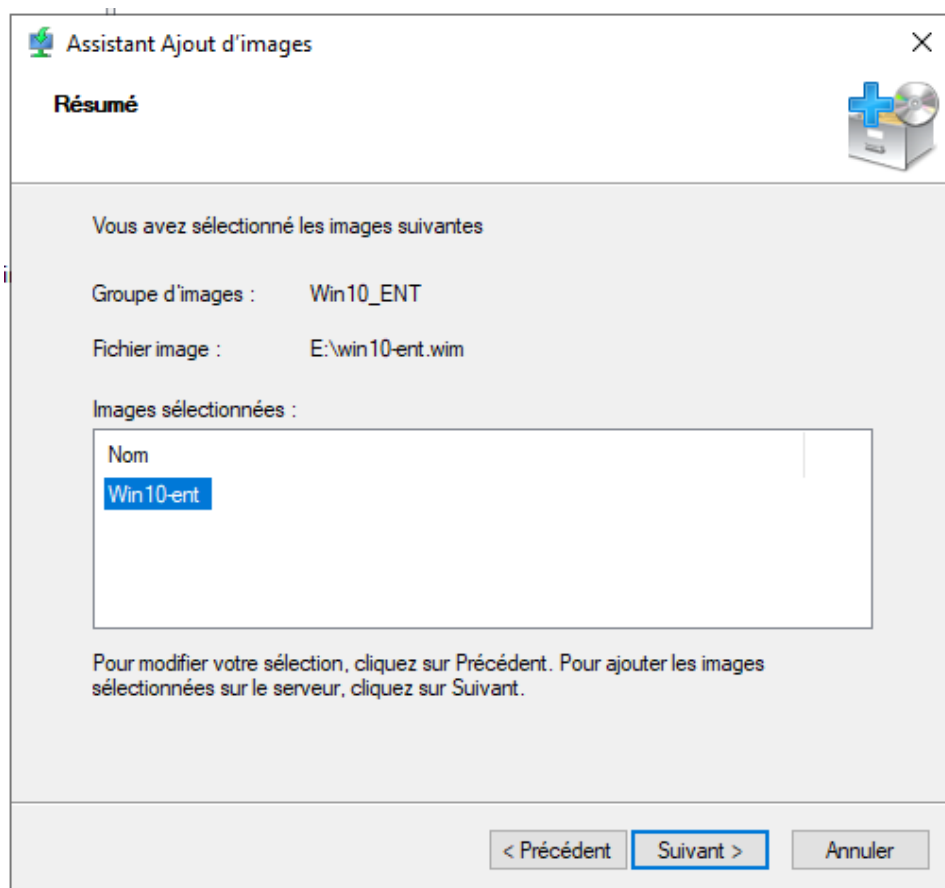 Assistant Ajout d'images
Résumé
Vous avez sélectionné les images suivantes
Groupe d'images : Win10_ENT
Fichier image : E:\win10-ent.wim
Images sélectionnées :
Nom
Win10-ent
Pour modifier votre sélection, cliquez sur Précédent. Pour ajouter les images
sélectionnées sur le serveur, cliquez sur Suivant.
< Précédent Suivant > Annuler